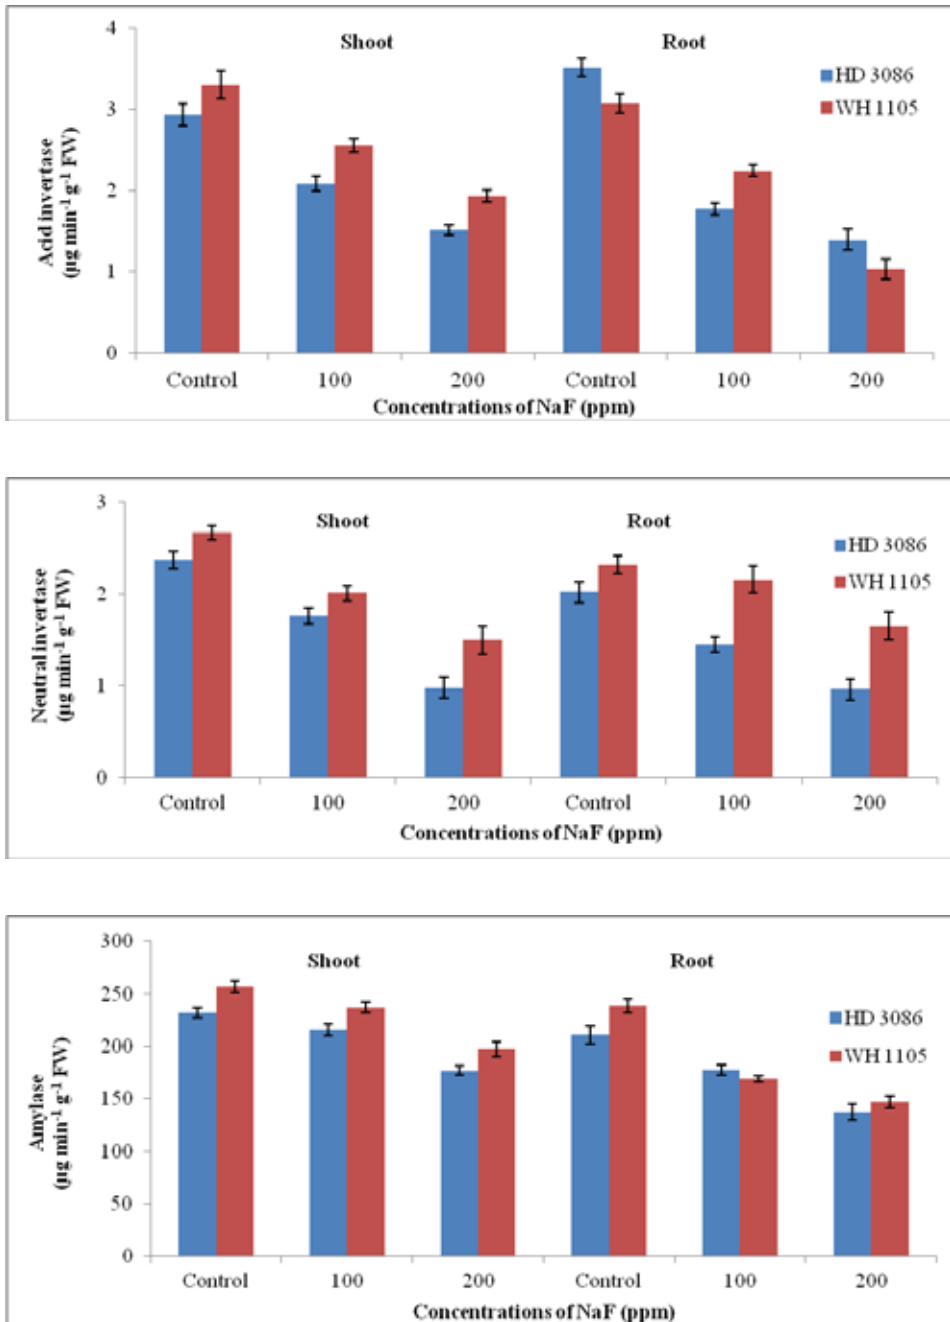 4
Shoot
Root
HD 3086
WH 1105
3
2
1
0
Acid invertase
(µg min-1 g-1 FW)
Control
100
200
Control
100
200
Concentrations of NaF (ppm)
3
Shoot
Root
HD 3086
WH 1105
2
1
0
Neutral invertase
(µg min-1 g-1 FW)
Control
100
200
Control
100
200
Concentrations of NaF (ppm)
300
Shoot
Root
250
HD 3086
WH 1105
200
150
100
50
0
Amylase
(µg min-1 g-1 FW)
Control
100
200
Control
100
200
Concentrations of NaF (ppm)